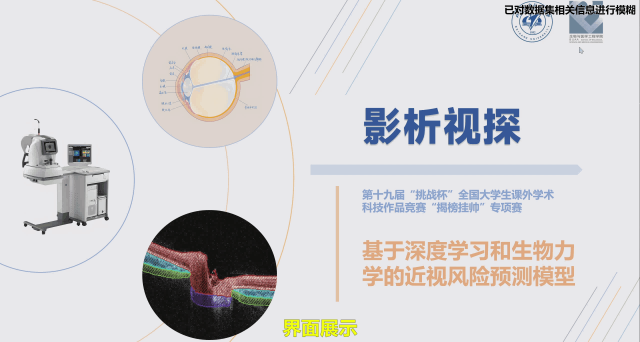 已对数据集相关信息进行模糊
影析视探
第十九届“挑战杯”全国大学生课外学术
科技作品竞赛“揭榜挂帅”专项赛
基于深度学习和生物力
学的近视风险预测模型
界面展示